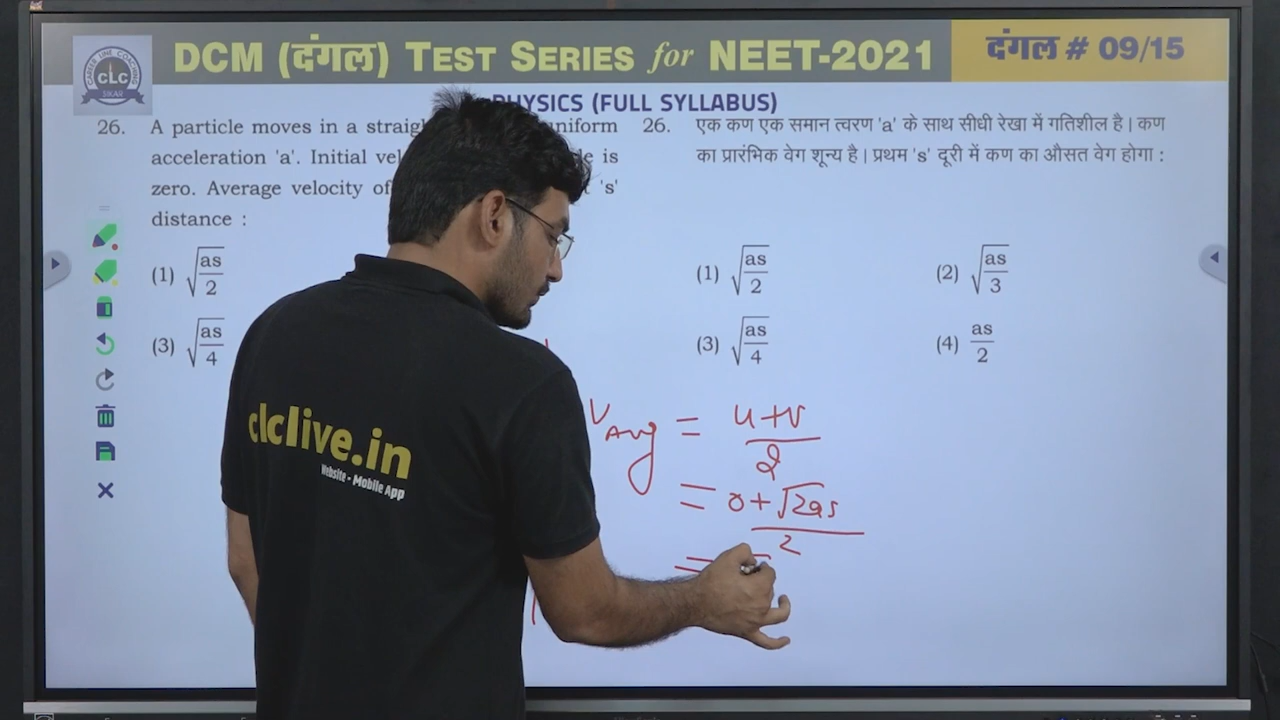 DCM (दंगल) TEST SERIES for NEET-2021
दंगल # 09/15
CAREER LINE COACHING
CLC
SIKAR
PHYSICS (FULL SYLLABUS)
26. A particle moves in a straig uniform
acceleration 'a'. Initial vel is
zero. Average velocity of 's'
distance :
(1) √as/2
(3) √as/4
26. एक कण एक समान त्वरण 'a' के साथ सीधी रेखा में गतिशील है। कण
का प्रारंभिक वेग शून्य है। प्रथम 's' दूरी में कण का औसत वेग होगा :
(1) √as/2 (2) √as/3
(3) √as/4 (4) as/2
VAvg = u+v/2
= 0+√2as/2
=
clclive.in
Website - Mobile App